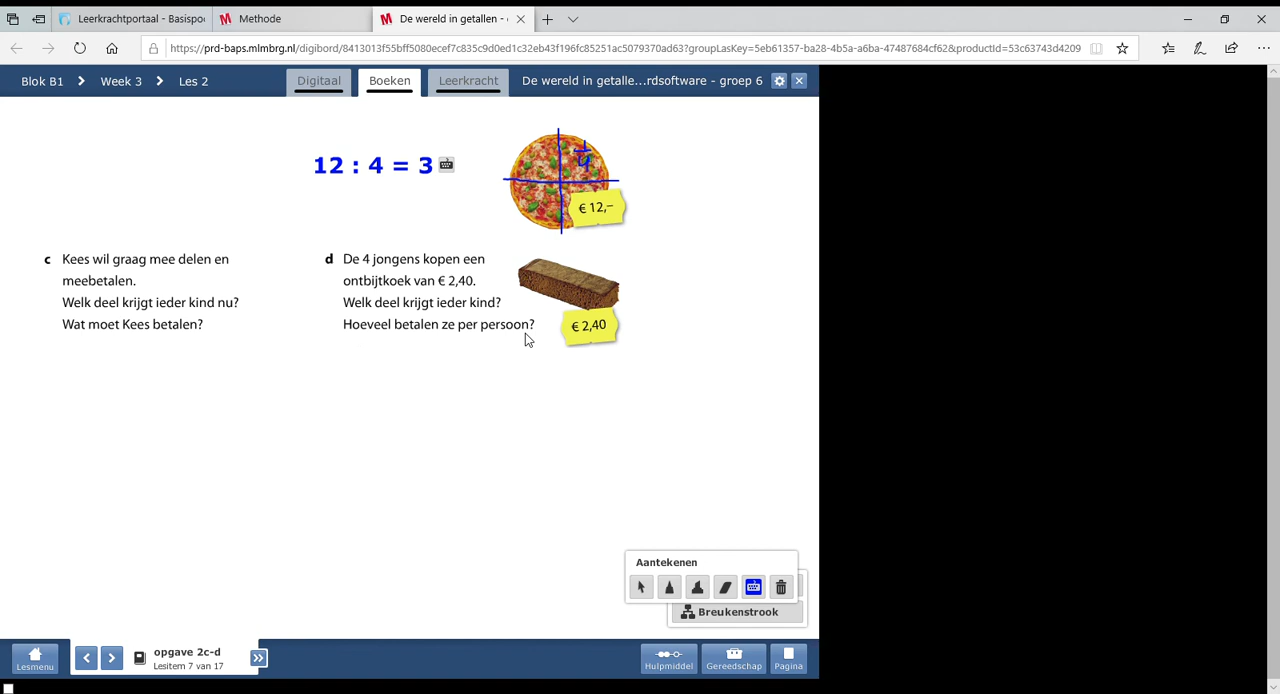 Leerkrachtportaal - Basispoo
Methode
De wereld in getallen - 
https://prd-baps.mlmbrg.nl/digibord/8413013f55bff5080ecef7c835c9d0ed1c32eb43f196fc85251ac5079370ad63?groupLasKey=5eb61357-ba28-4b5a-a6ba-47487684cf62&productId=53c63743d4209
Blok B1 Week 3 Les 2 Digitaal Boeken Leerkracht De wereld in getalle...rdsoftware - groep 6
12 : 4 = 3
1
4
€ 12,–
c Kees wil graag mee delen en
meebetalen.
Welk deel krijgt ieder kind nu?
Wat moet Kees betalen?
d De 4 jongens kopen een
ontbijtkoek van € 2,40.
Welk deel krijgt ieder kind?
Hoeveel betalen ze per persoon?
€ 2,40
Aantekenen
Breukenstrook
Lesmenu
opgave 2c-d
Lesitem 7 van 17
Hulpmiddel Gereedschap Pagina